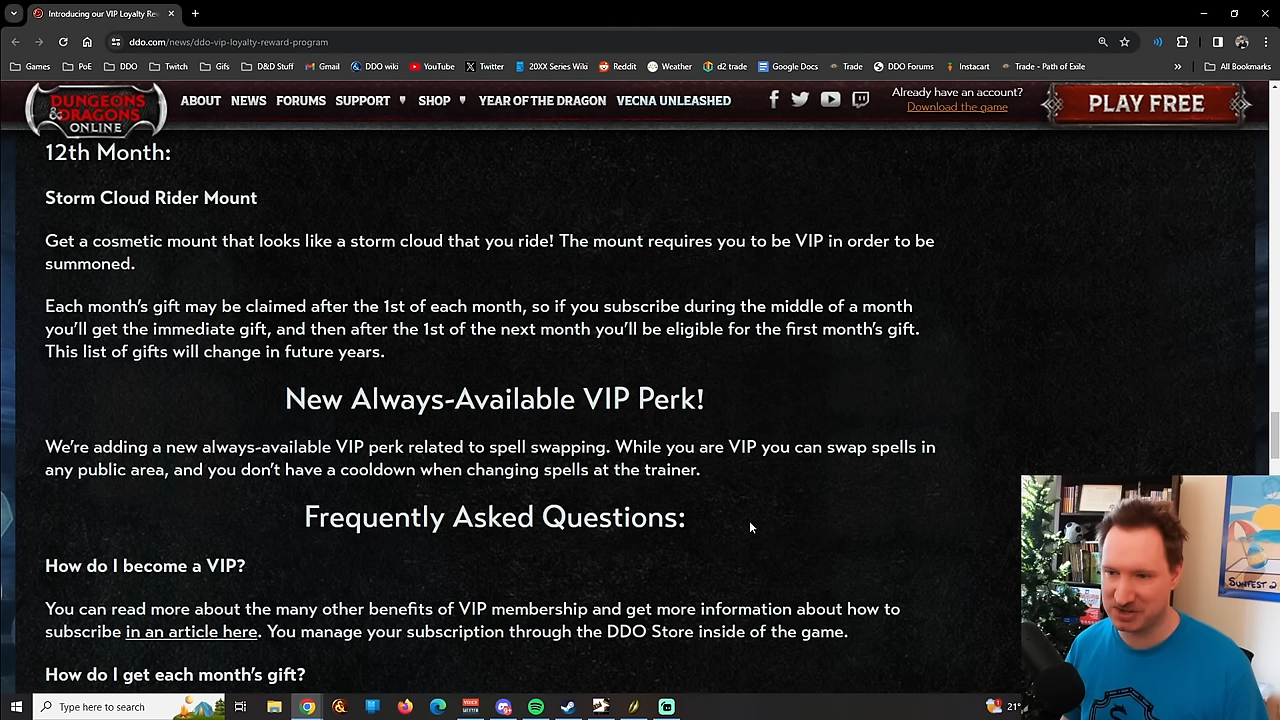 Introducing our VIP Loyalty Rew
ddo.com/news/ddo-vip-loyalty-reward-program
Games
PoE
DDO
Twitch
Gifs
D&D Stuff
Gmail
DDO wiki
YouTube
Twitter
20XX Series Wiki
Reddit
Weather
d2 trade
Google Docs
Trade
DDO Forums
Instacart
Trade - Path of Exile
»
All Bookmarks
DUNGEONS
& DRAGONS
ONLINE
ABOUT
NEWS
FORUMS
SUPPORT
SHOP
YEAR OF THE DRAGON
VECNA UNLEASHED
Already have an account?
Download the game
PLAY FREE
12th Month:
Storm Cloud Rider Mount
Get a cosmetic mount that looks like a storm cloud that you ride! The mount requires you to be VIP in order to be
summoned.
Each month's gift may be claimed after the 1st of each month, so if you subscribe during the middle of a month
you'll get the immediate gift, and then after the 1st of the next month you'll be eligible for the first month's gift.
This list of gifts will change in future years.
New Always-Available VIP Perk!
We're adding a new always-available VIP perk related to spell swapping. While you are VIP you can swap spells in
any public area, and you don't have a cooldown when changing spells at the trainer.
Frequently Asked Questions:
How do I become a VIP?
You can read more about the many other benefits of VIP membership and get more information about how to
subscribe in an article here. You manage your subscription through the DDO Store inside of the game.
How do I get each month's gift?
SUNFEST 2
Type here to search
21°